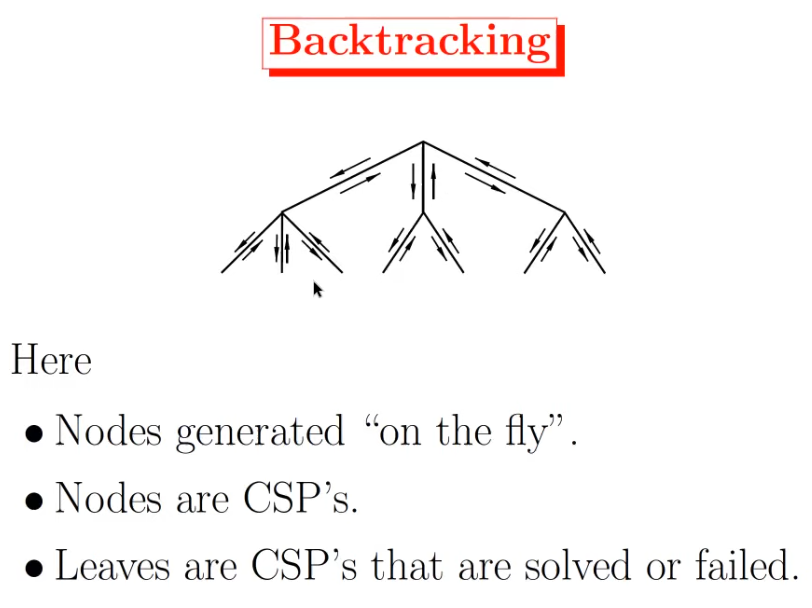 Backtracking
Here
• Nodes generated “on the fly”.
• Nodes are CSP’s.
• Leaves are CSP’s that are solved or failed.